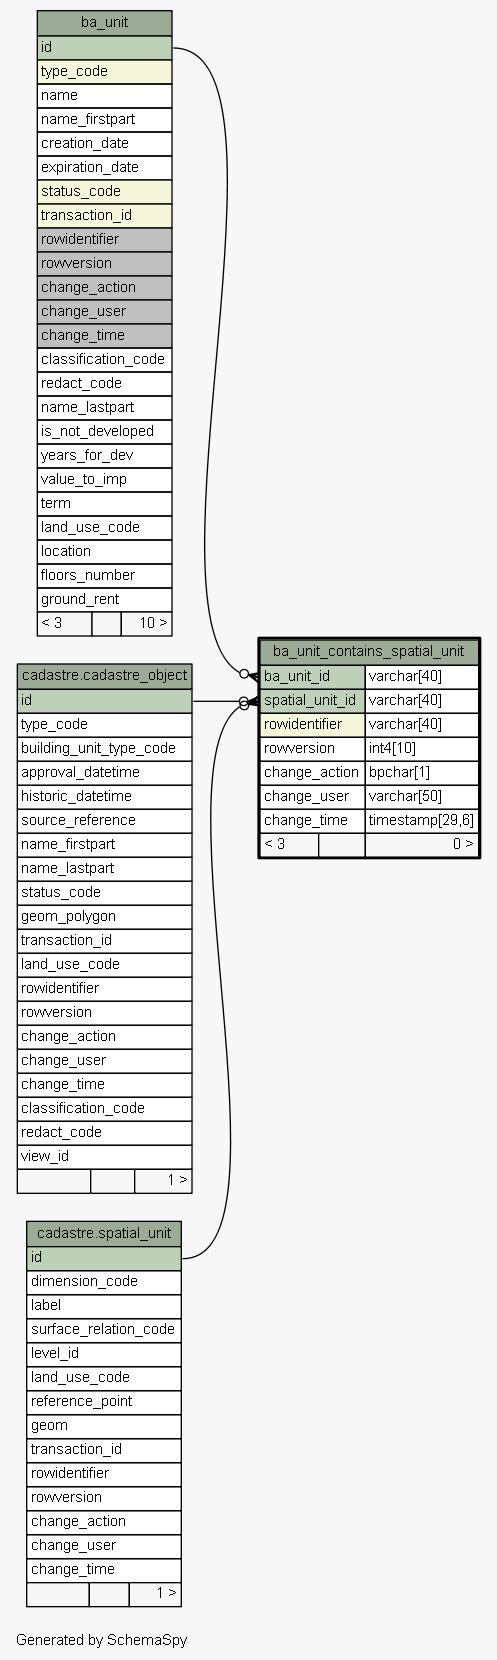 ba_unit
id
type_code
name
name_firstpart
creation_date
expiration_date
status_code
transaction_id
rowidentifier
rowversion
change_action
change_user
change_time
classification_code
redact_code
name_lastpart
is_not_developed
years_for_dev
value_to_imp
term
land_use_code
location
floors_number
ground_rent
< 3 10 >
ba_unit_contains_spatial_unit
ba_unit_id varchar[40]
spatial_unit_id varchar[40]
rowidentifier varchar[40]
rowversion int4[10]
change_action bpchar[1]
change_user varchar[50]
change_time timestamp[29,6]
< 3 0 >
cadastre.cadastre_object
id
type_code
building_unit_type_code
approval_datetime
historic_datetime
source_reference
name_firstpart
name_lastpart
status_code
geom_polygon
transaction_id
land_use_code
rowidentifier
rowversion
change_action
change_user
change_time
classification_code
redact_code
view_id
1 >
cadastre.spatial_unit
id
dimension_code
label
surface_relation_code
level_id
land_use_code
reference_point
geom
transaction_id
rowidentifier
rowversion
change_action
change_user
change_time
1 >
Generated by SchemaSpy